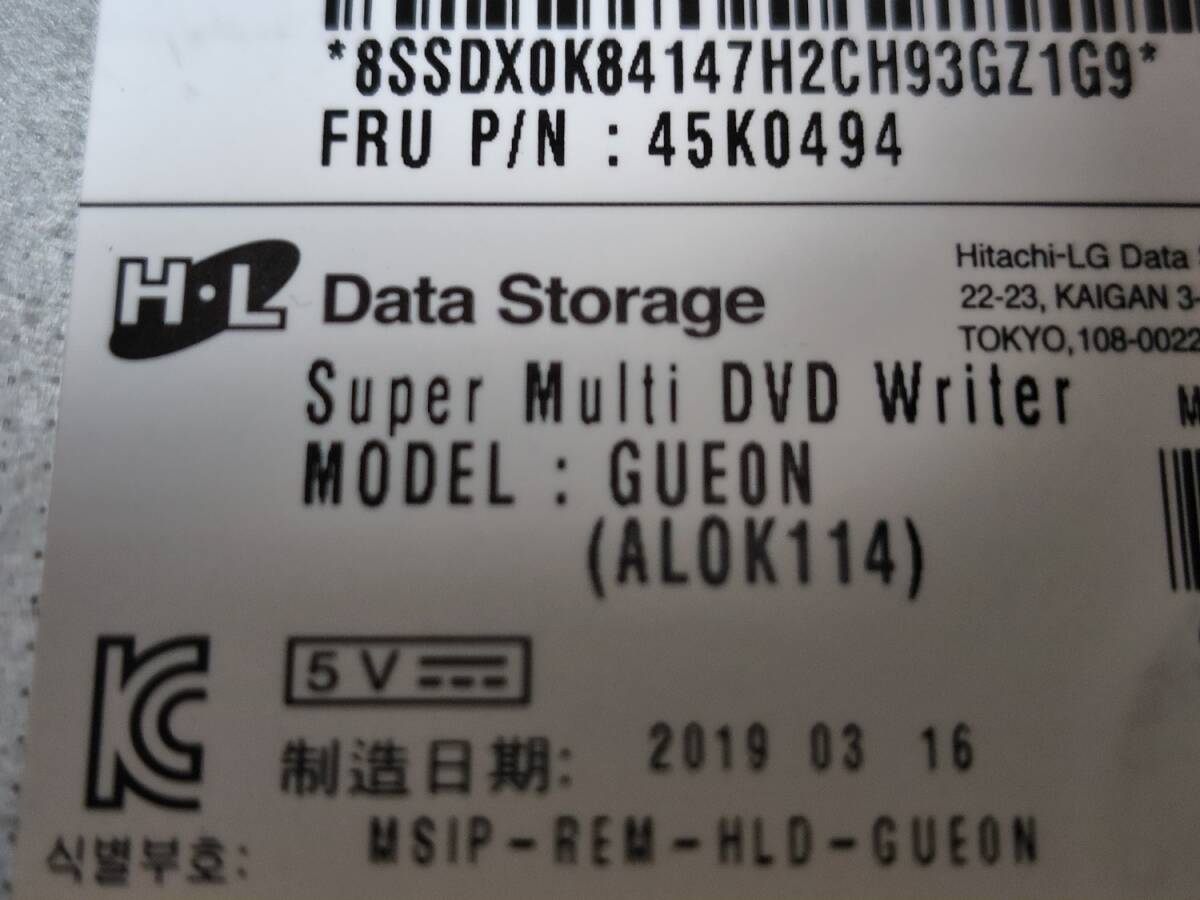 *8SSDX0K84147H2CH93GZ1G9*
FRU P/N : 45K0494
H·L Data Storage
Hitachi-LG Data
22-23, KAIGAN 3-
TOKYO,108-0022
Super Multi DVD Writer
M
MODEL : GUE0N
(ALOK114)
5 V
制造日期: 2019 03 16
MSIP-REM-HLD-GUE0N
식별부호: